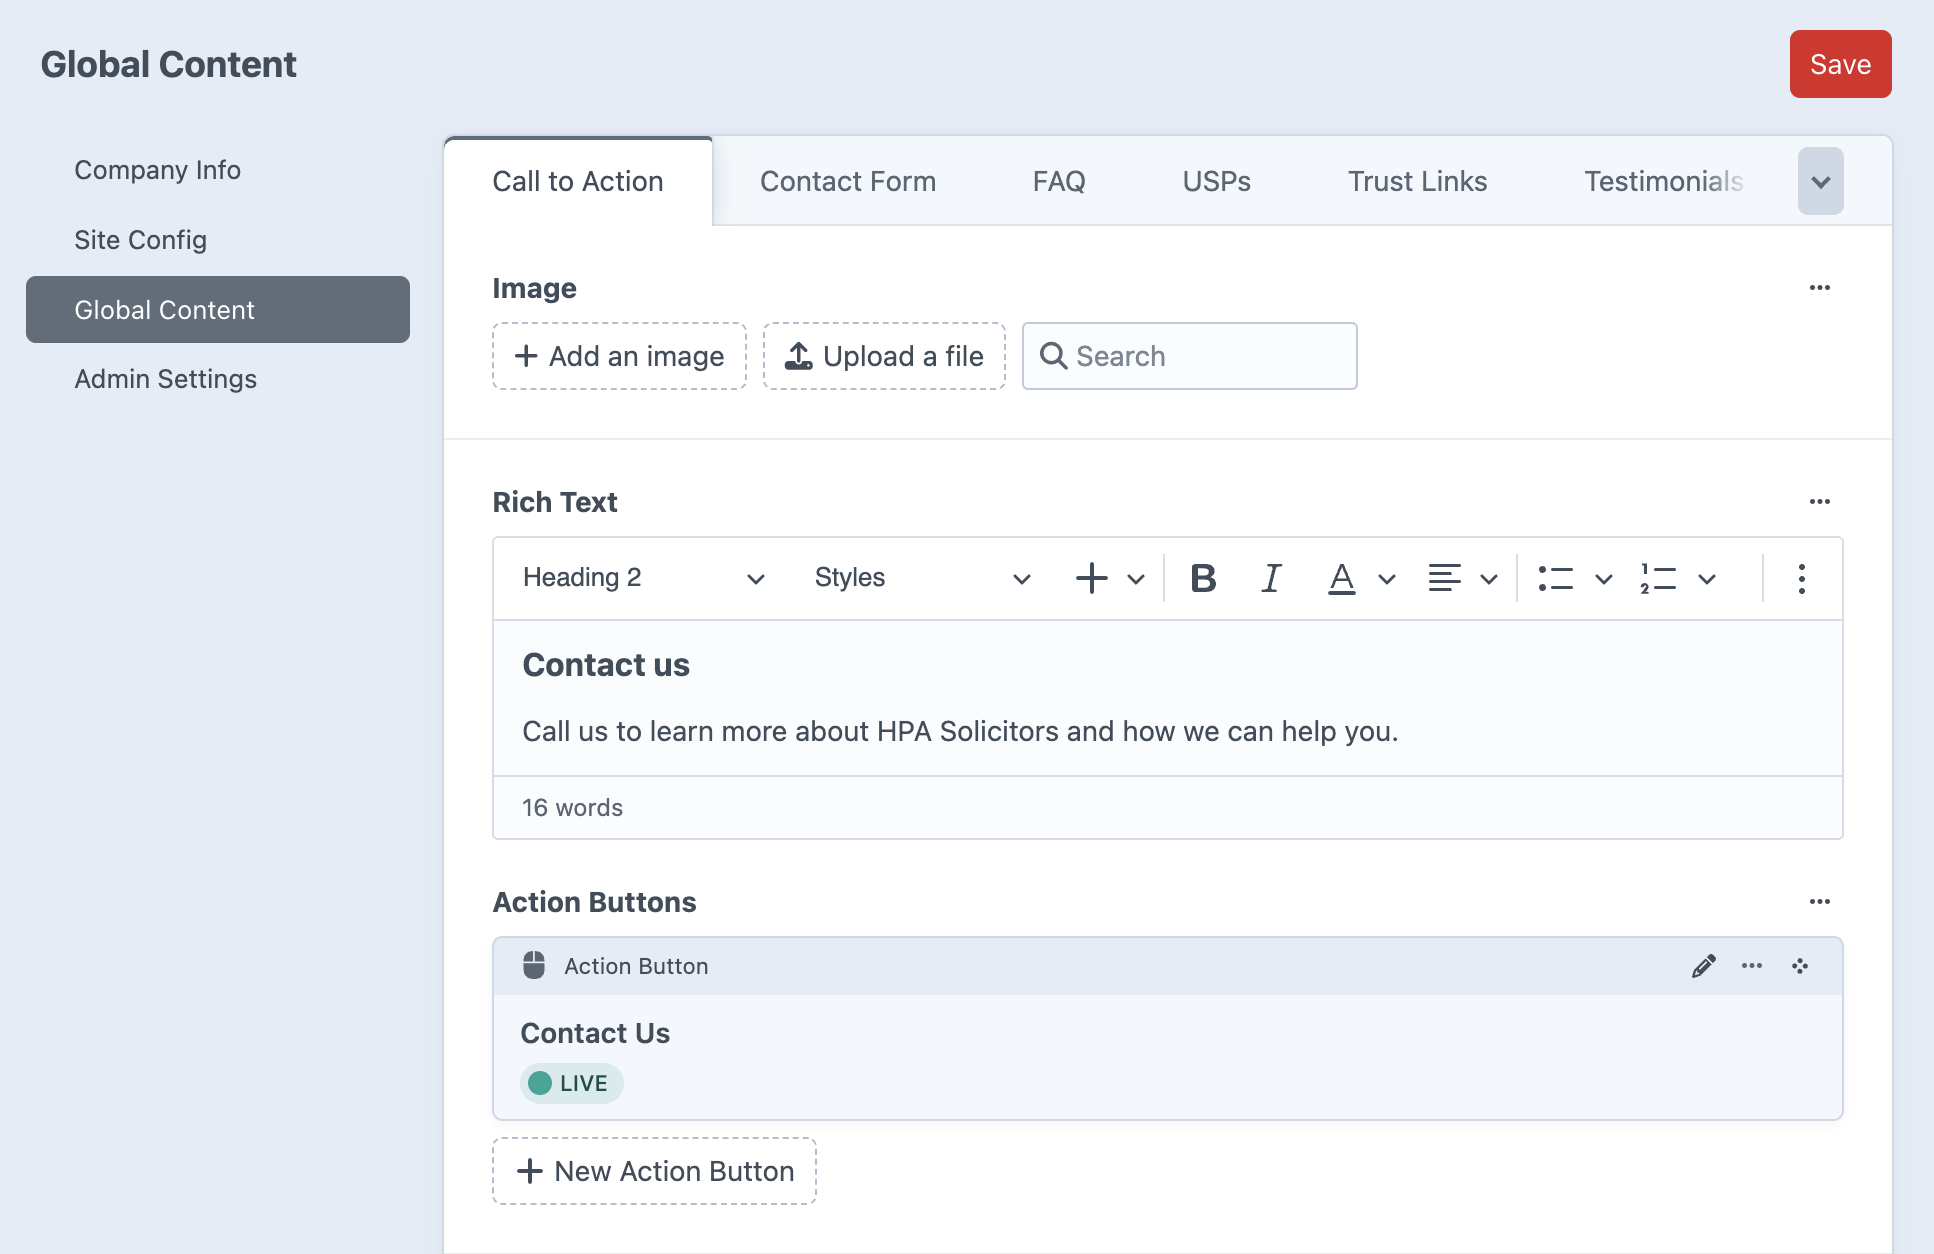 Global Content
Save
Company Info
Site Config
Global Content
Admin Settings
Call to Action
Contact Form
FAQ
USPs
Trust Links
Testimonials
Image
Add an image
Upload a file
Search
Rich Text
Heading 2
Styles
B
I
A
Contact us
Call us to learn more about HPA Solicitors and how we can help you.
16 words
Action Buttons
Action Button
Contact Us
LIVE
New Action Button